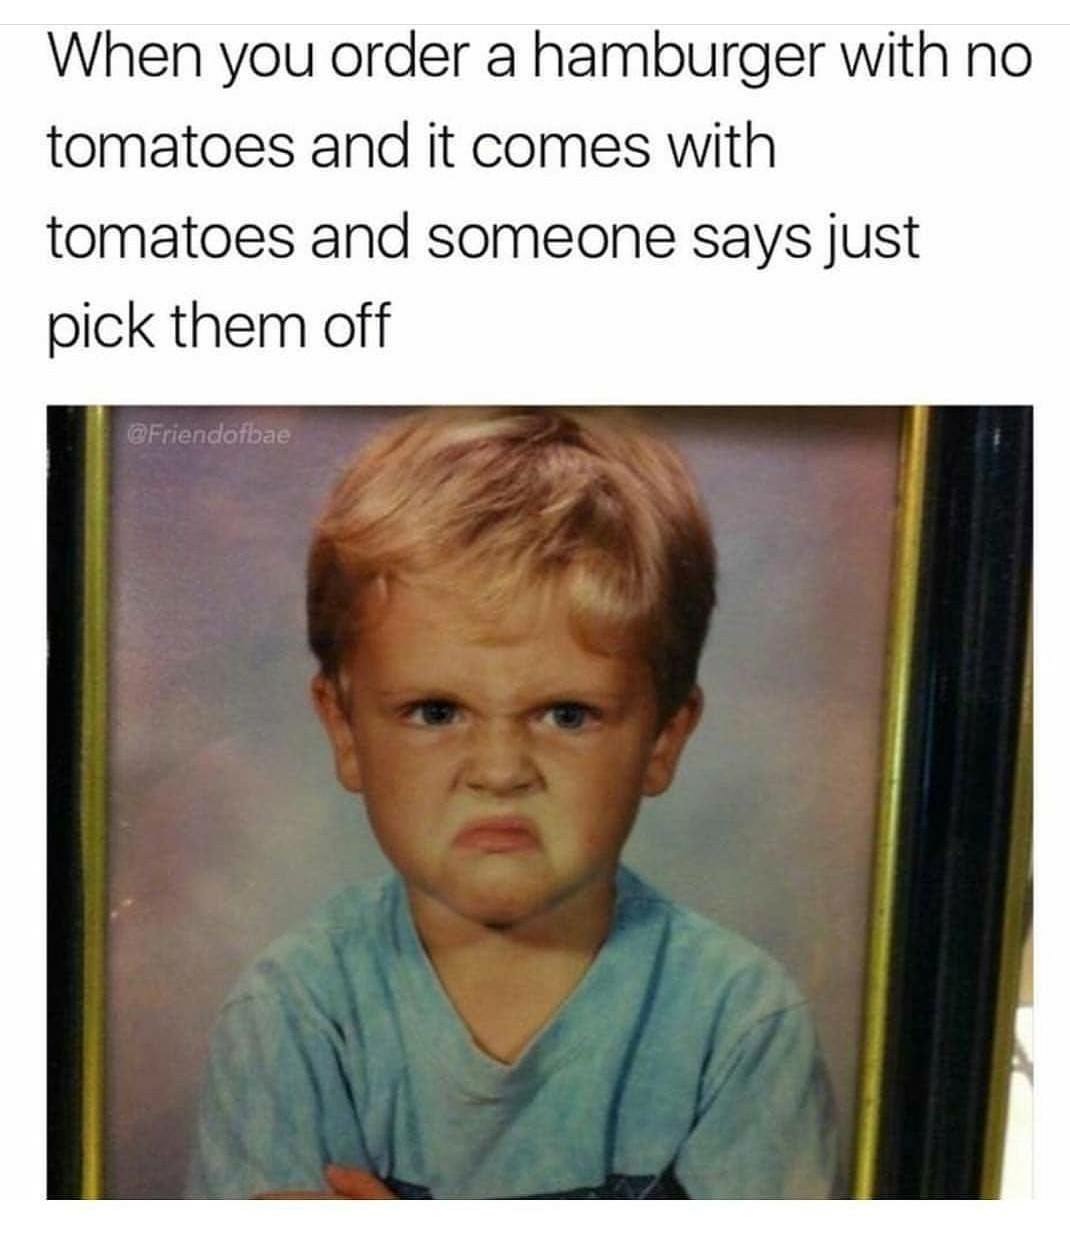 When you order a hamburger with no
tomatoes and it comes with
tomatoes and someone says just
pick them off
@Friendofbae